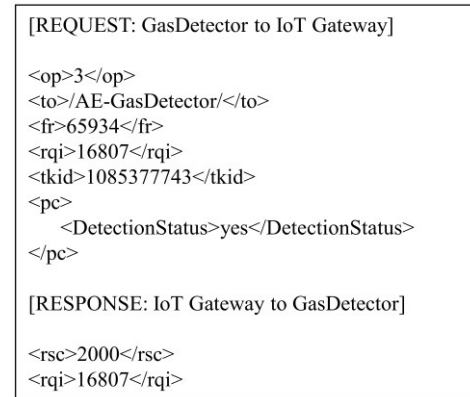 [REQUEST: GasDetector to IoT Gateway]
<op>3</op>
<to>/AE-GasDetector/</to>
<fr>65934</fr>
<rqi>16807</rqi>
<tkid>1085377743</tkid>
<pc>
<DetectionStatus>yes</DetectionStatus>
</pc>
[RESPONSE: IoT Gateway to GasDetector]
<rsc>2000</rsc>
<rqi>16807</rqi>